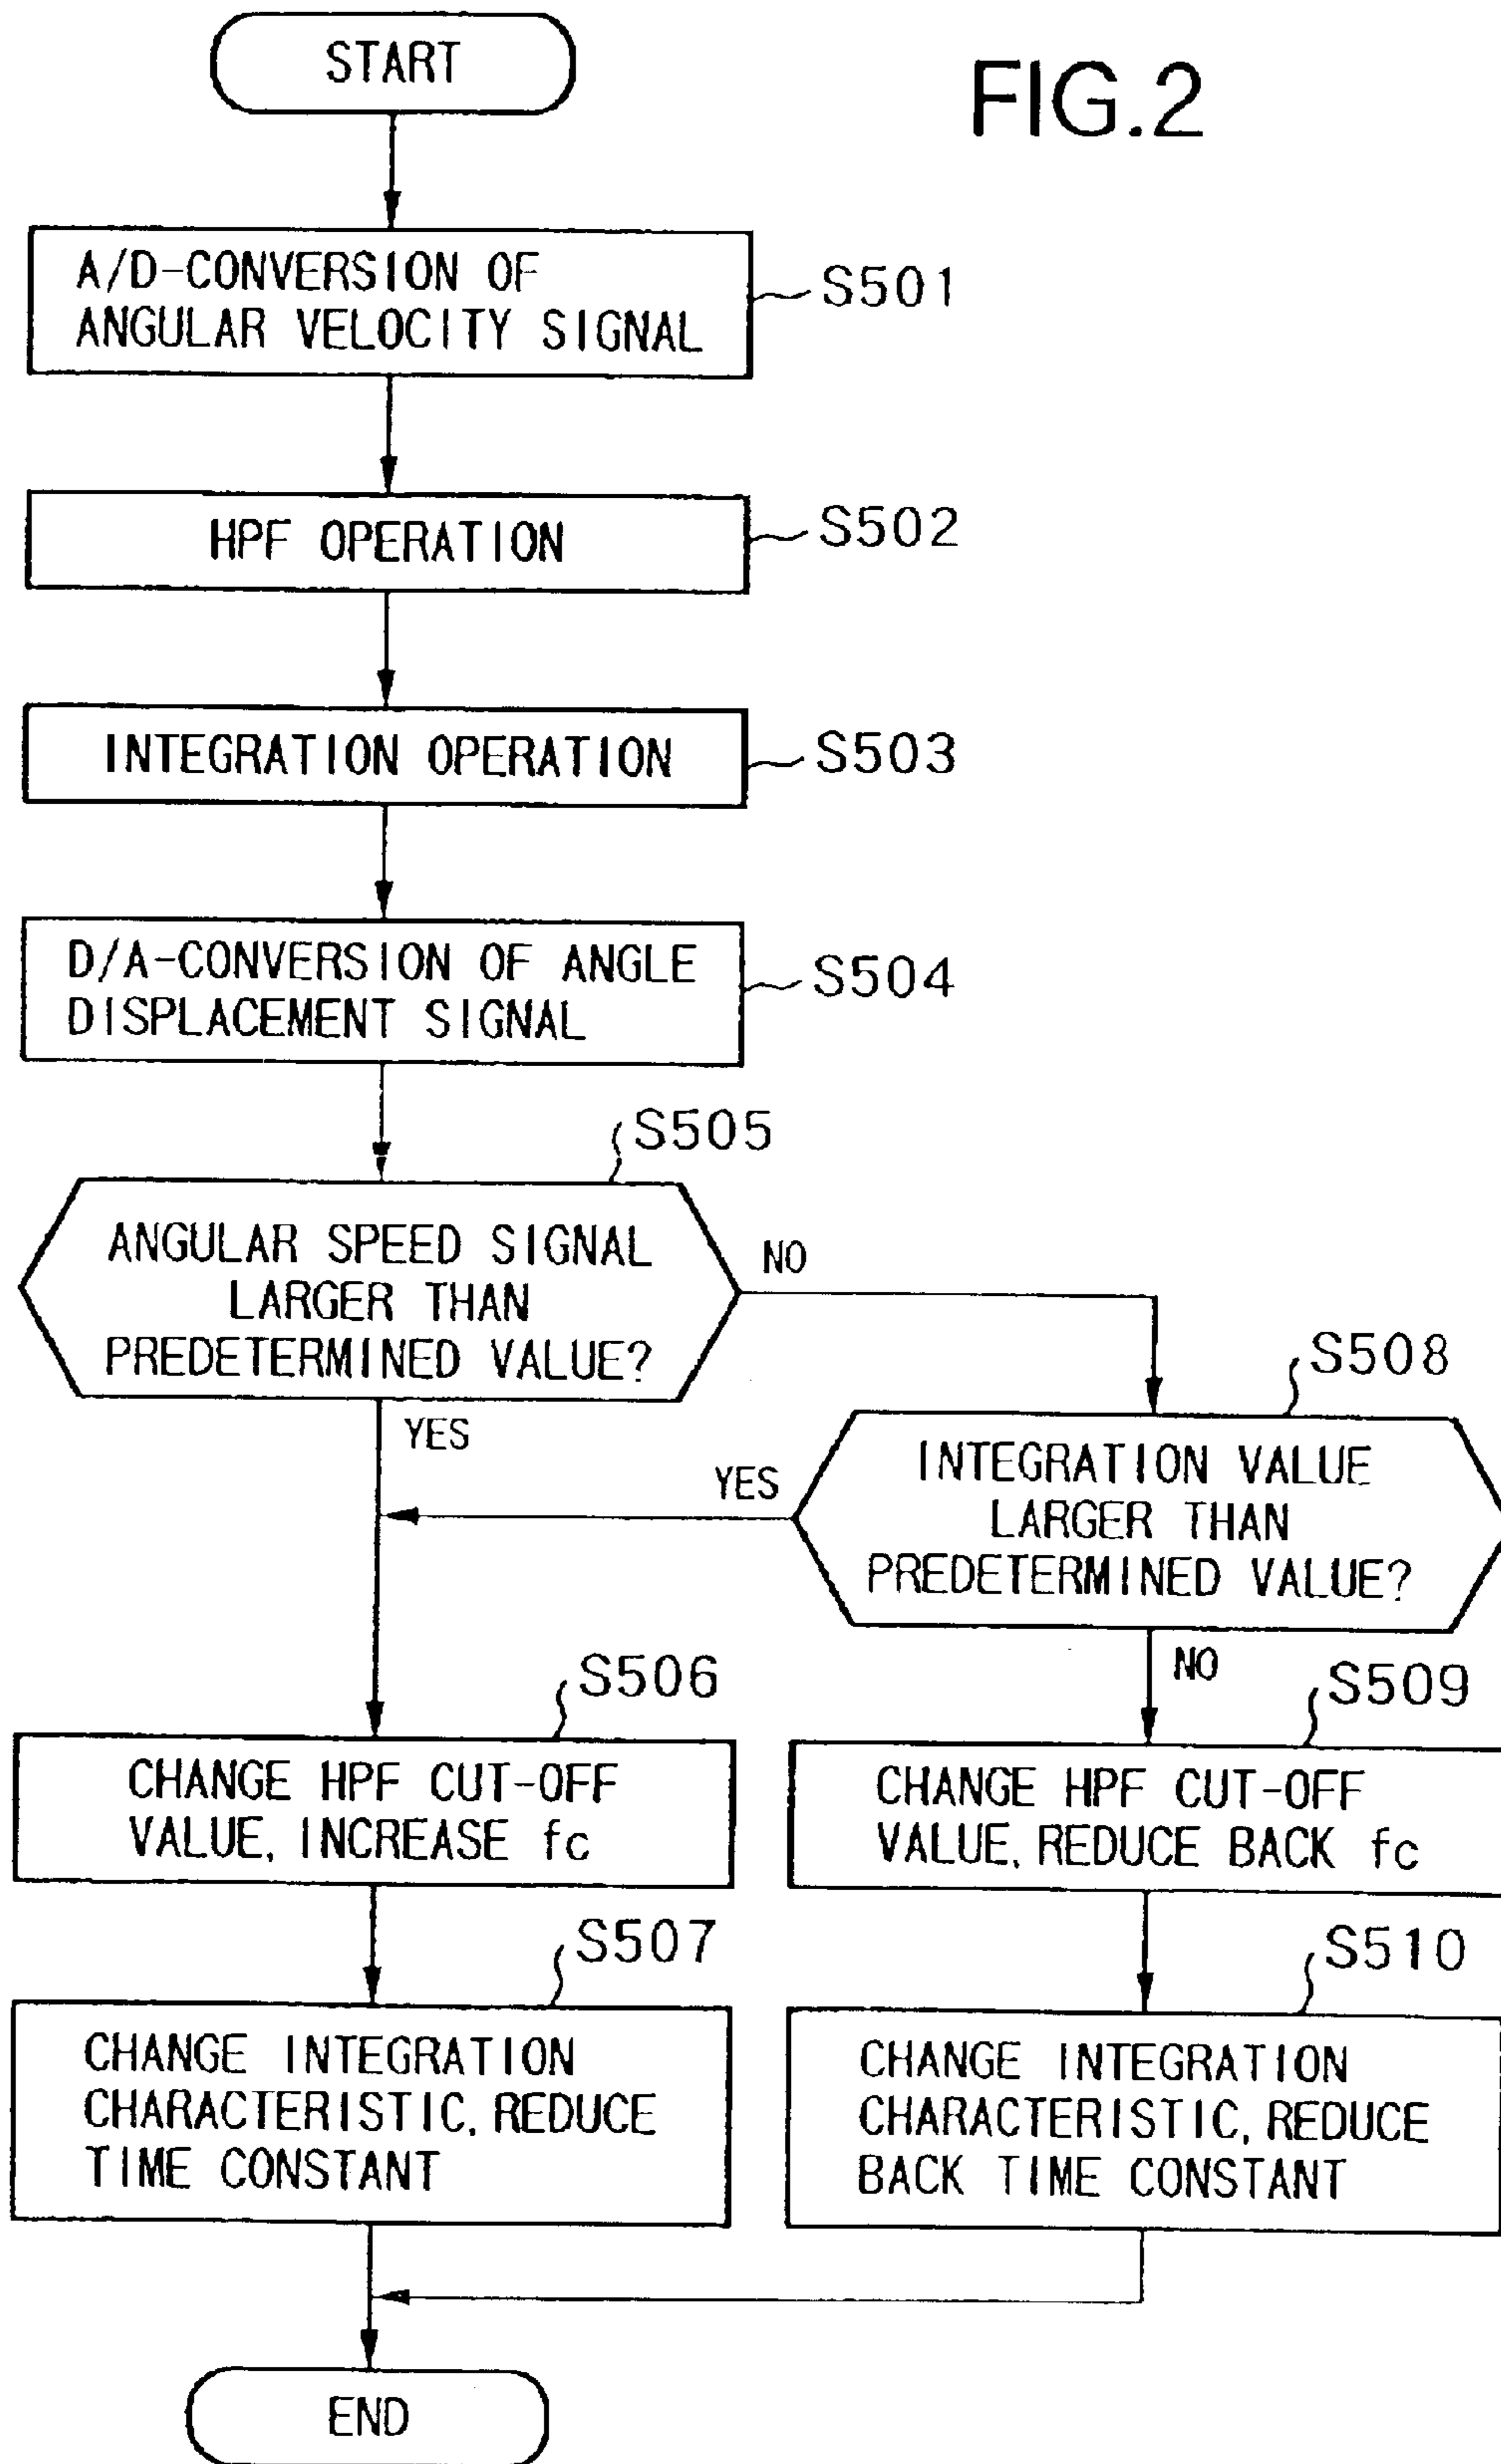 START
FIG.2
A/D-CONVERSION OF
ANGULAR VELOCITY SIGNAL
S501
HPF OPERATION
S502
INTEGRATION OPERATION
S503
D/A-CONVERSION OF ANGLE
DISPLACEMENT SIGNAL
S504
S505
ANGULAR SPEED SIGNAL
LARGER THAN
PREDETERMINED VALUE?
NO
YES
S508
INTEGRATION VALUE
LARGER THAN
PREDETERMINED VALUE?
YES
NO
S506
CHANGE HPF CUT-OFF
VALUE, INCREASE fc
S509
CHANGE HPF CUT-OFF
VALUE, REDUCE BACK fc
S507
CHANGE INTEGRATION
CHARACTERISTIC, REDUCE
TIME CONSTANT
S510
CHANGE INTEGRATION
CHARACTERISTIC, REDUCE
BACK TIME CONSTANT
END